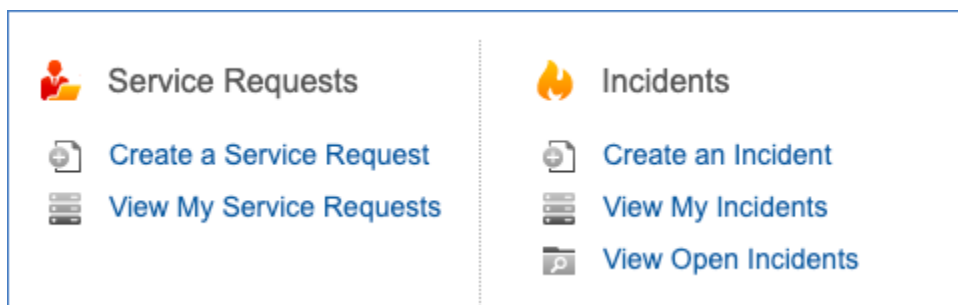 Service Requests
Create a Service Request
View My Service Requests
Incidents
Create an Incident
View My Incidents
View Open Incidents